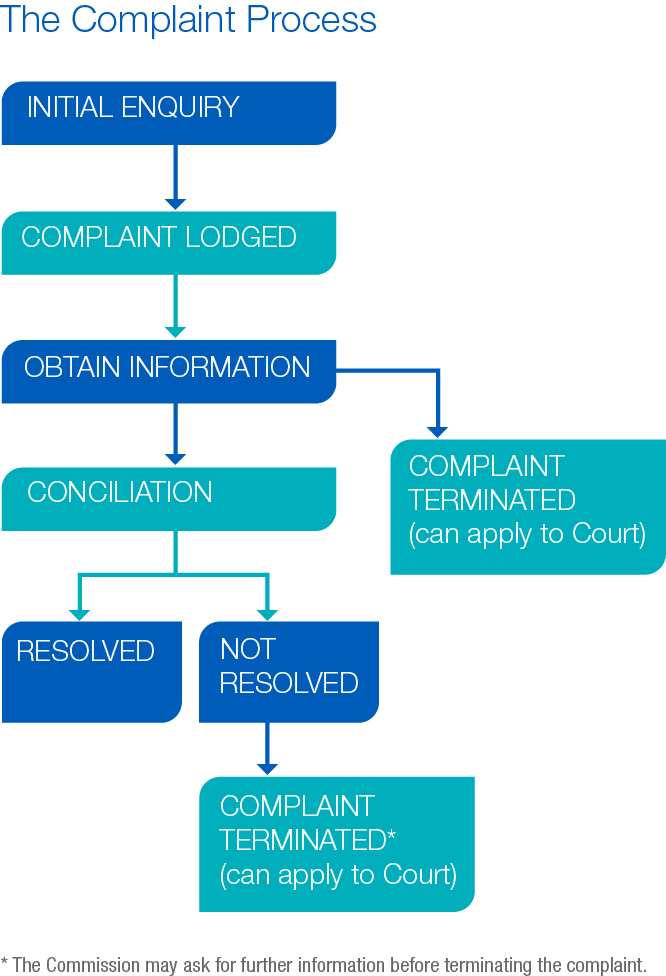 The Complaint Process
INITIAL ENQUIRY
COMPLAINT LODGED
OBTAIN INFORMATION
COMPLAINT
TERMINATED
(can apply to Court)
CONCILIATION
RESOLVED
NOT
RESOLVED
COMPLAINT
TERMINATED*
(can apply to Court)
* The Commission may ask for further information before terminating the complaint.